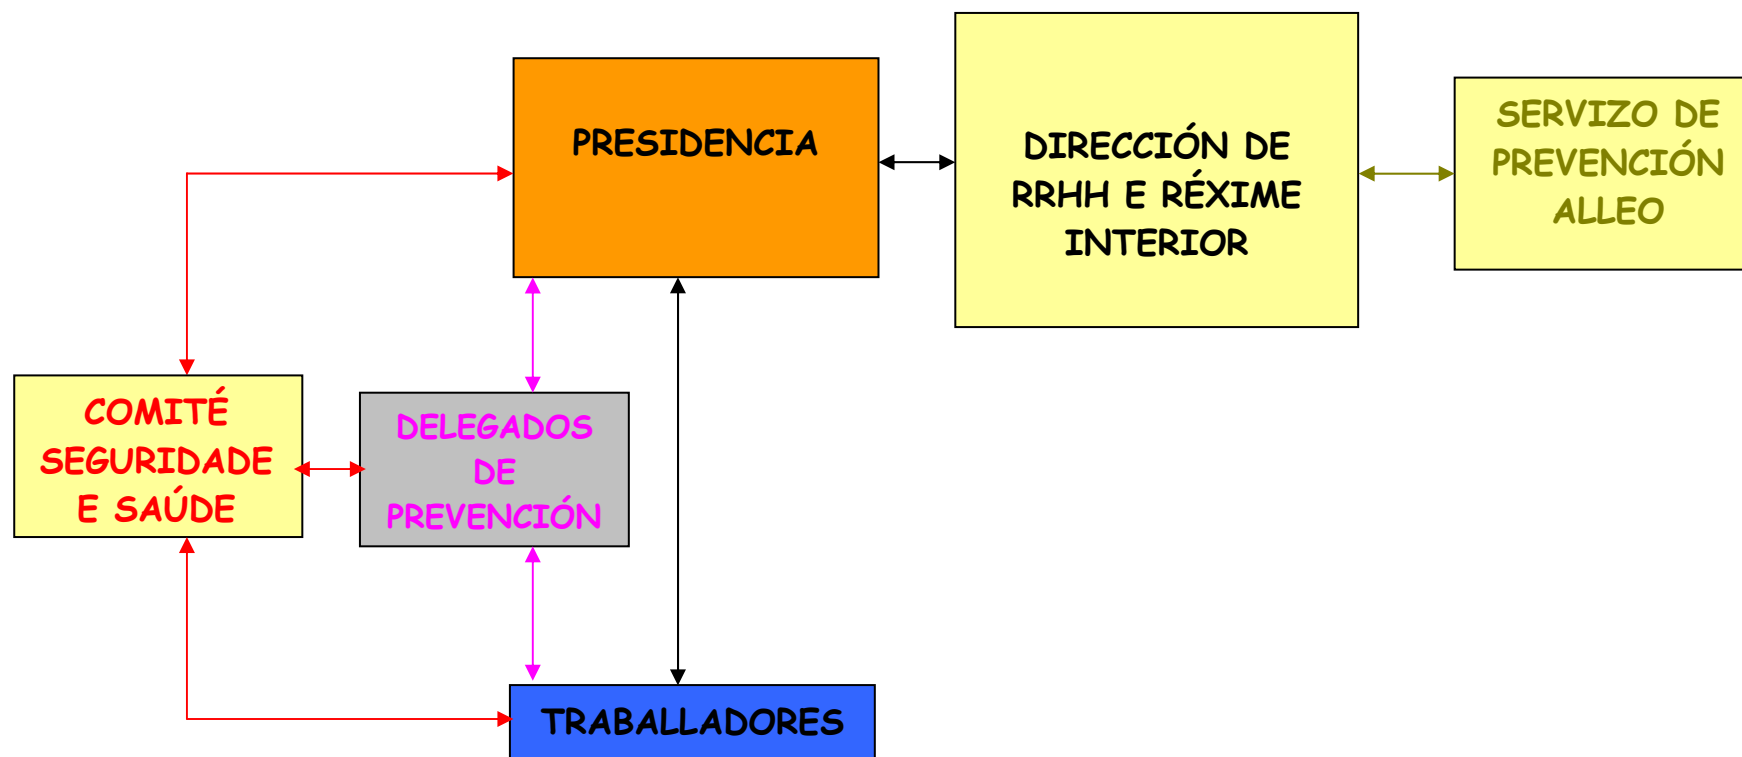 PRESIDENCIA
DIRECCIÓN DE
RRHH E RÉXIME
INTERIOR
SERVIZO DE
PREVENCIÓN
ALLEO
COMITÉ
SEGURIDADE
E SAÚDE
DELEGADOS
DE
PREVENCIÓN
TRABALLADORES